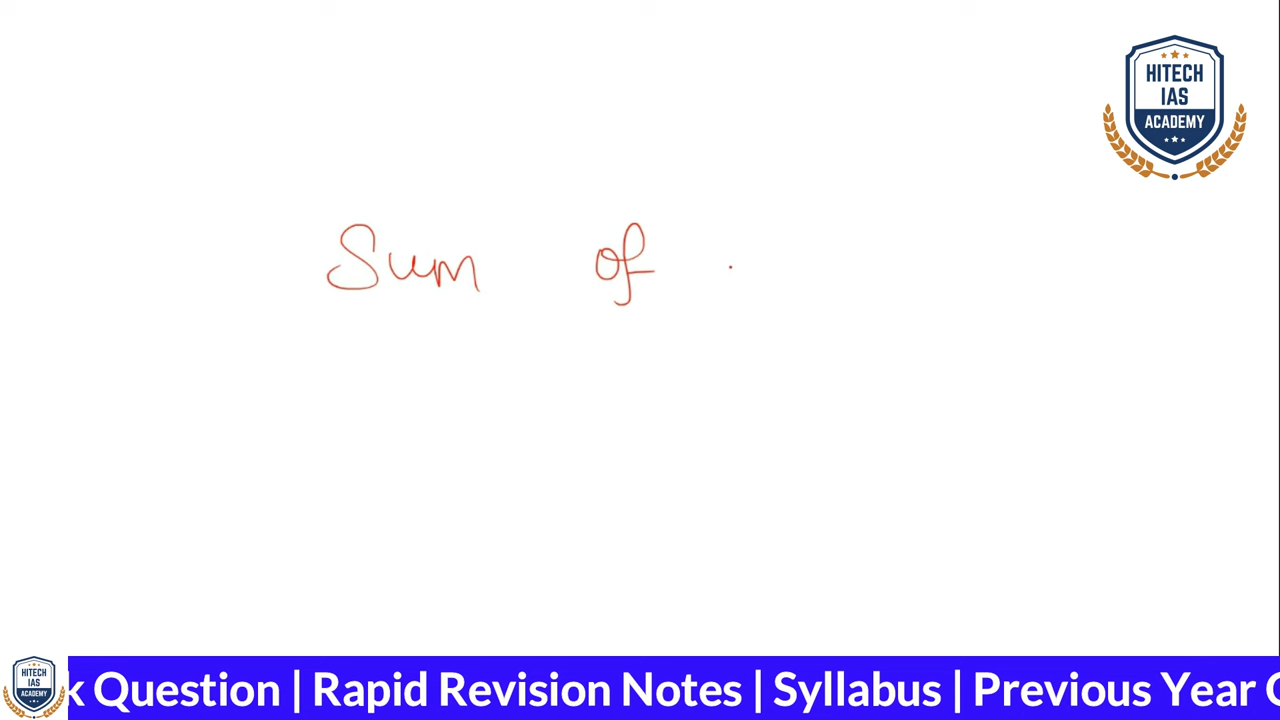 HITECH
IAS
ACADEMY
Sum of
HITECH
IAS
ACADEMY
k Question | Rapid Revision Notes | Syllabus | Previous Year